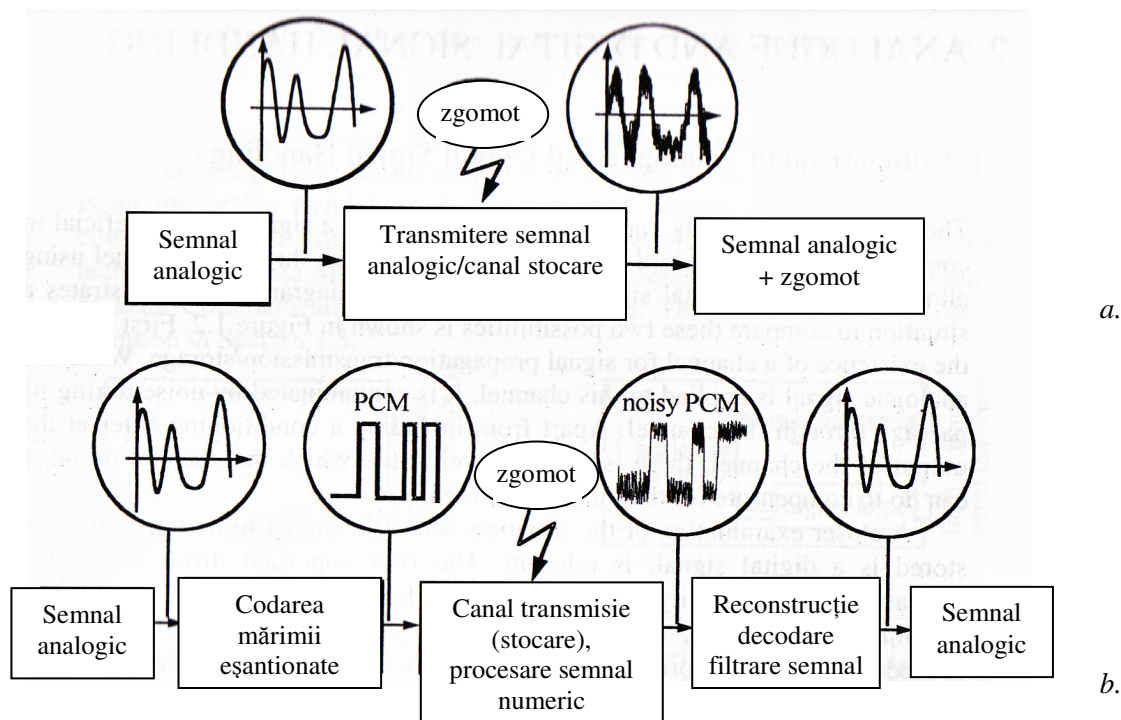 zgomot
Semnal
analogic
Transmitere semnal
analogic/canal stocare
Semnal analogic
+ zgomot
a.
PCM
zgomot
noisy PCM
Semnal
analogic
Codarea
mărimii
eșantionate
Canal transmisie
(stocare),
procesare semnal
numeric
Reconstrucție
decodare
filtrare semnal
Semnal
analogic
b.